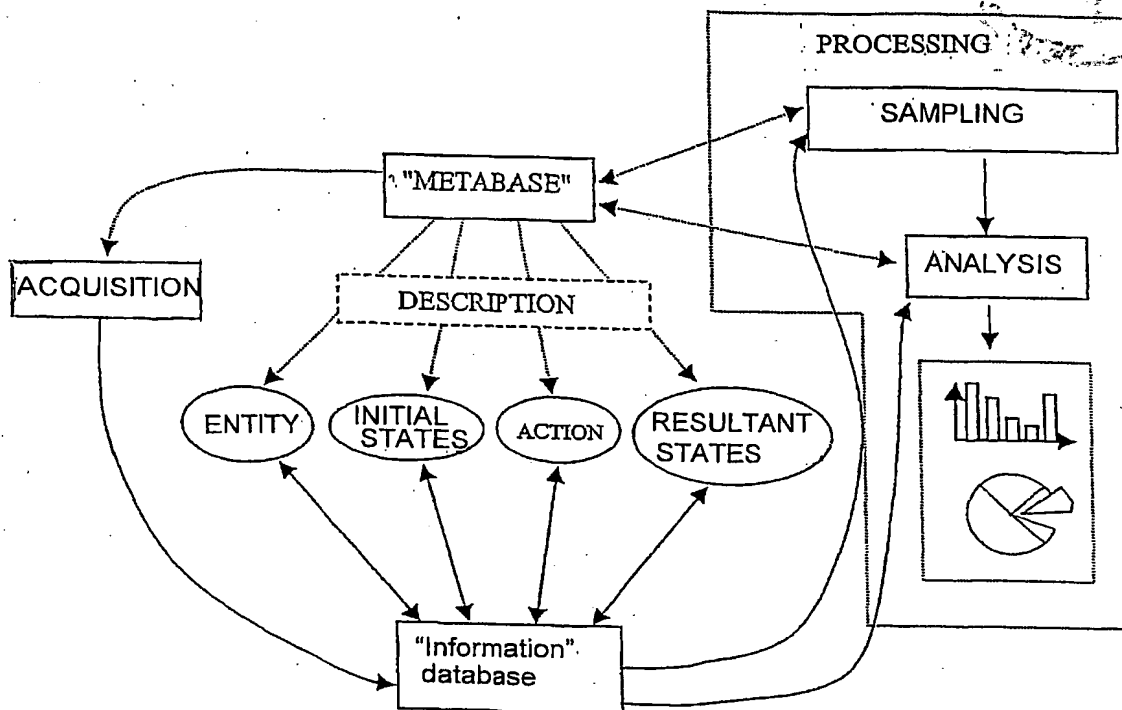 PROCESSING
SAMPLING
"METABASE"
ANALYSIS
ACQUISITION
DESCRIPTION
ENTITY
INITIAL
STATES
ACTION
RESULTANT
STATES
"Information"
database